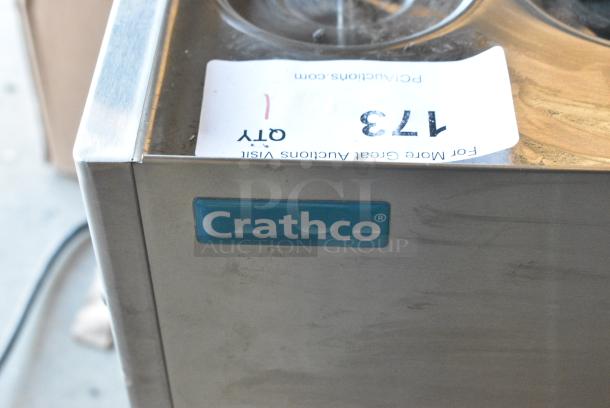 For More Great Auctions Visit
PCIAuctions.com
173
QTY
1
Crathco®
PCI
AUCTION GROUP